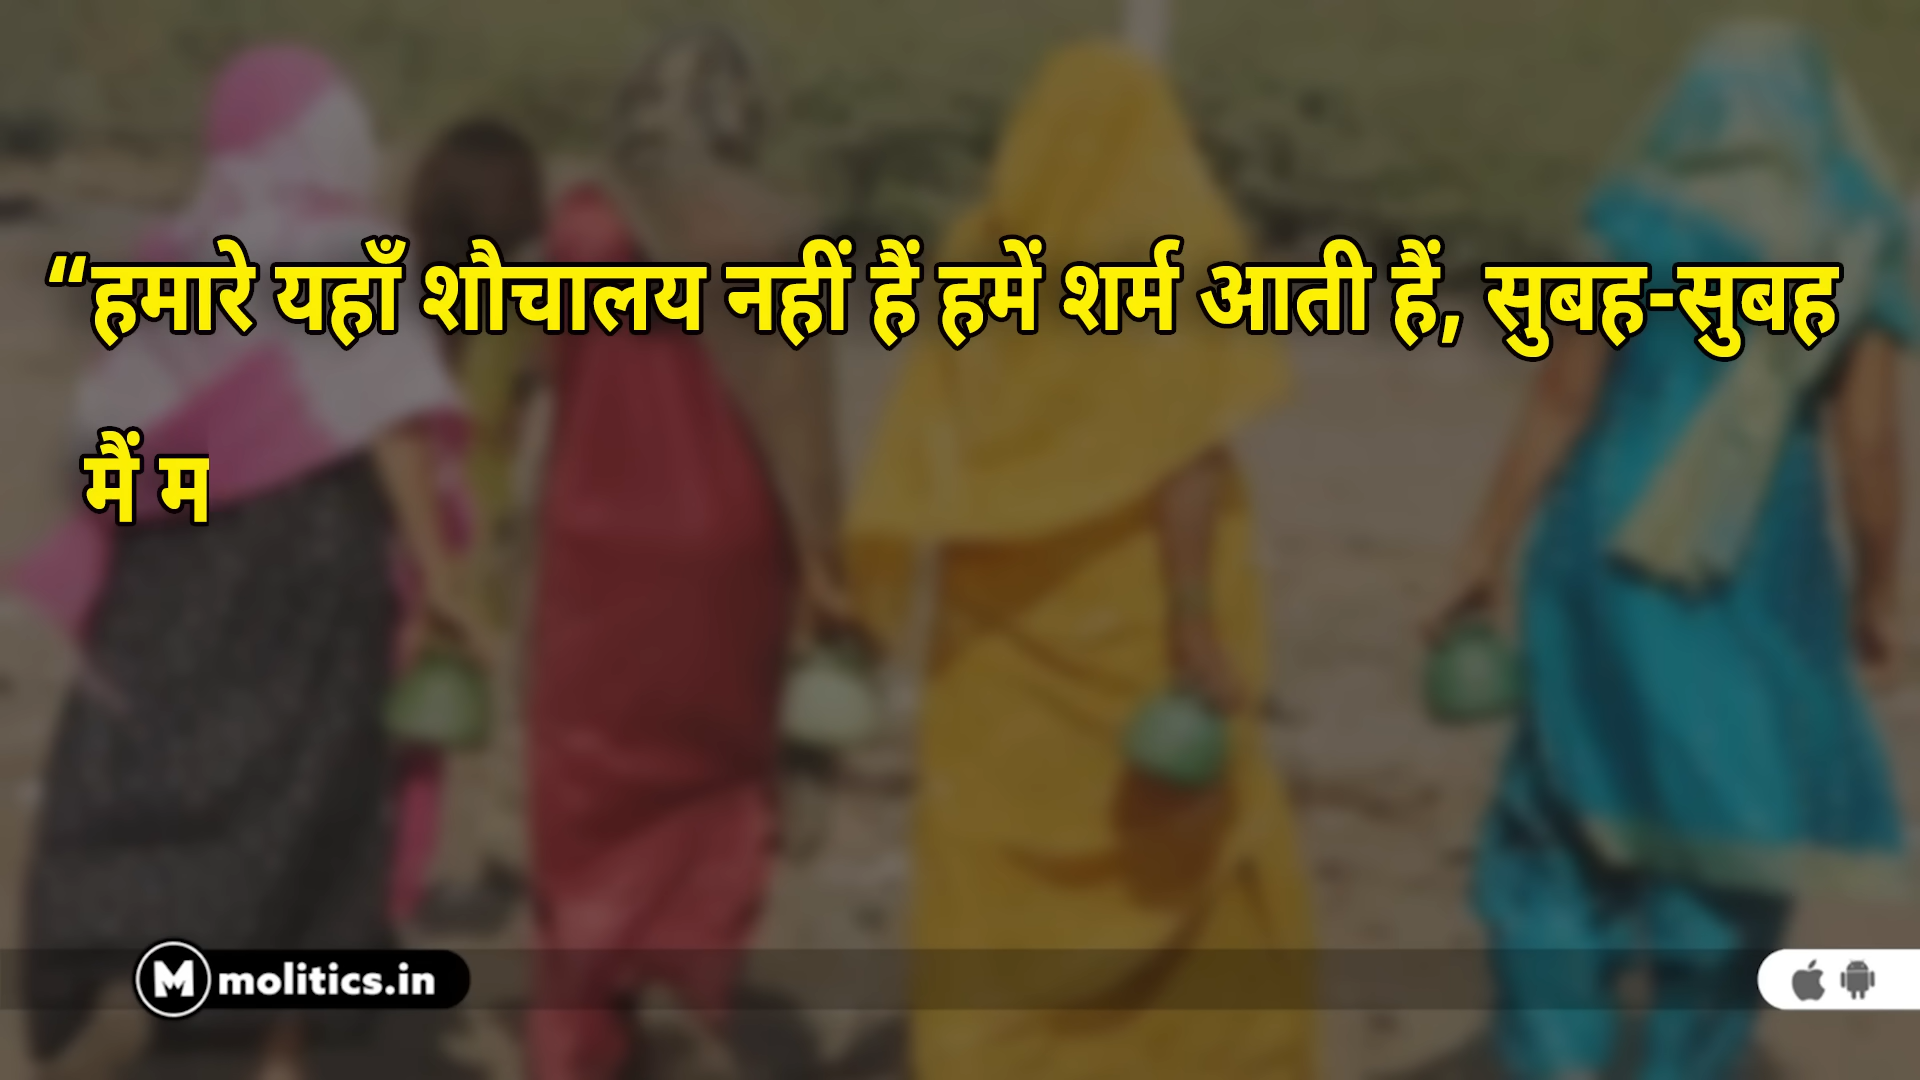 “हमारे यहाँ शौचालय नहीं हैं हमें शर्म आती हैं, सुबह-सुबह
मैं म
M molitics.in